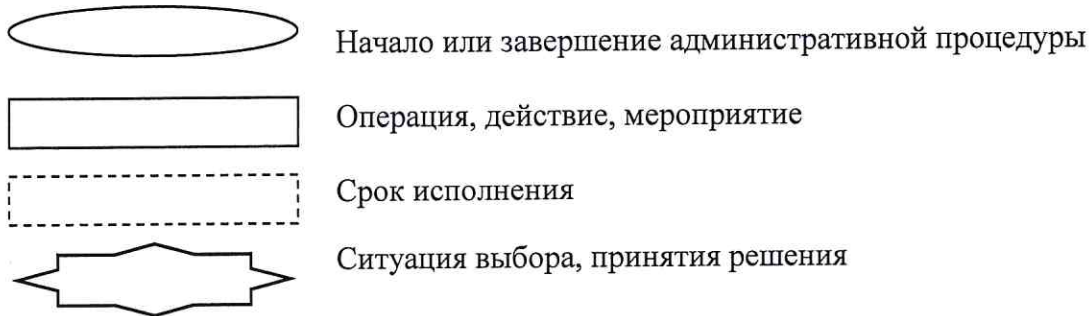 Начало или завершение административной процедуры
Операция, действие, мероприятие
Срок исполнения
Ситуация выбора, принятия решения